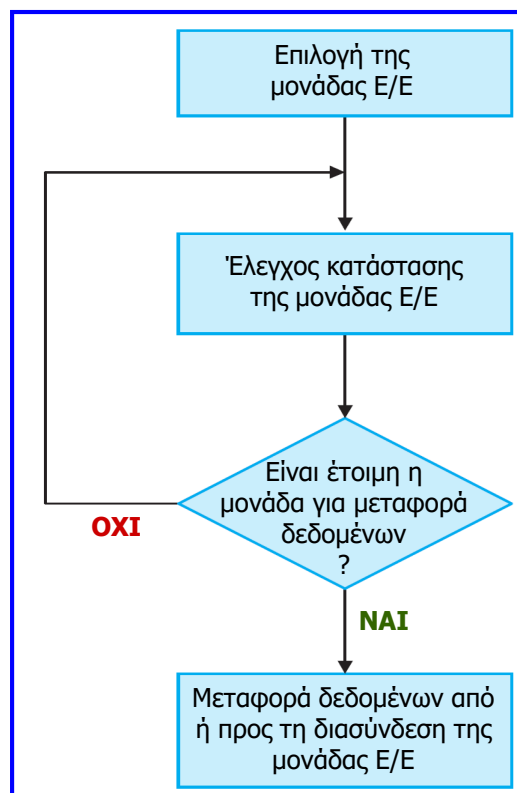 Επιλογή της
μονάδας Ε/Ε
Έλεγχος κατάστασης
της μονάδας Ε/Ε
Είναι έτοιμη η
μονάδα για μεταφορά
δεδομένων
?
ΟΧΙ
ΝΑΙ
Μεταφορά δεδομένων από
ή προς τη διασύνδεση της
μονάδας Ε/Ε